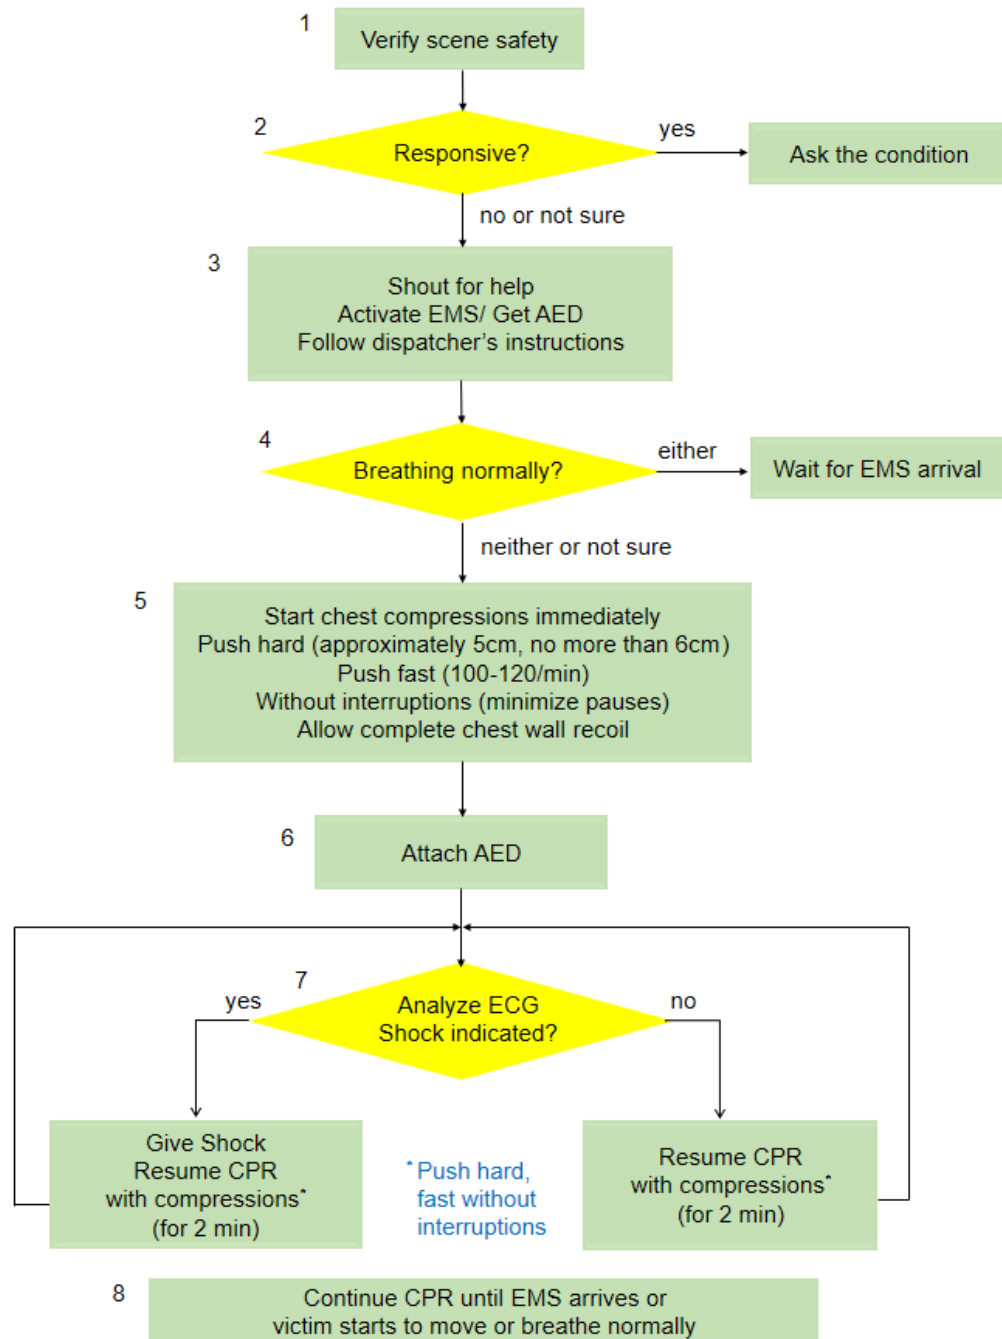 1
Verify scene safety
2
Responsive?
yes
Ask the condition
no or not sure
3
Shout for help
Activate EMS/ Get AED
Follow dispatcher's instructions
4
Breathing normally?
either
Wait for EMS arrival
neither or not sure
5
Start chest compressions immediately
Push hard (approximately 5cm, no more than 6cm)
Push fast (100-120/min)
Without interruptions (minimize pauses)
Allow complete chest wall recoil
6
Attach AED
7
yes
Analyze ECG
Shock indicated?
no
Give Shock
Resume CPR
with compressions*
(for 2 min)
*Push hard,
fast without
interruptions
Resume CPR
with compressions*
(for 2 min)
8
Continue CPR until EMS arrives or
victim starts to move or breathe normally